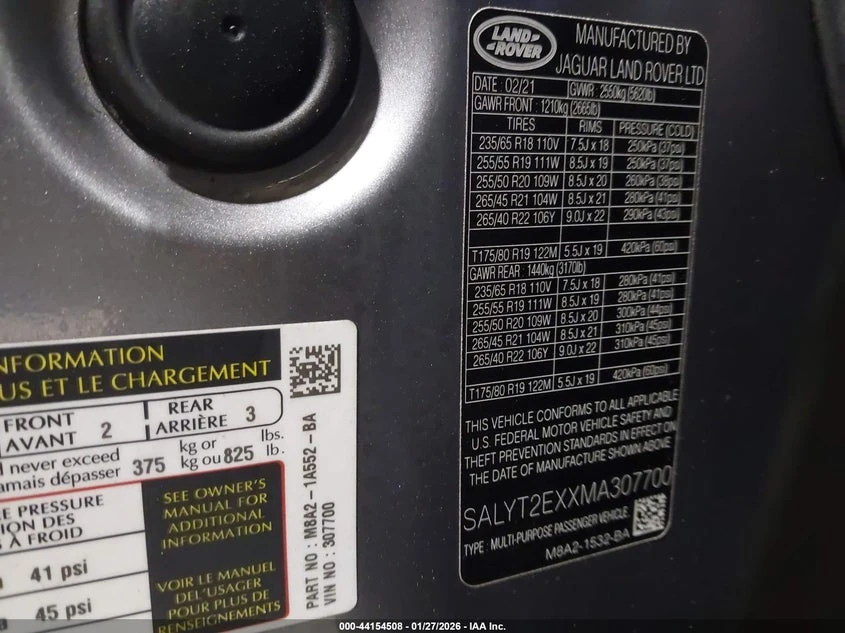 LAND
ROVER
MANUFACTURED BY
JAGUAR LAND ROVER LTD
DATE : 02/21 GVWR : 2550kg (5620lb)
GAWR FRONT : 1210kg (2665lb)
TIRES RIMS PRESSURE (COLD)
235/65 R18 110V 7.5J x 18 250kPa (37psi)
255/55 R19 111W 8.5J x 19 250kPa (37psi)
255/50 R20 109W 8.5J x 20 260kPa (38psi)
265/45 R21 104W 8.5J x 21 280kPa (41psi)
265/40 R22 106Y 9.0J x 22 290kPa (43psi)
T175/80 R19 122M 5.5J x 19 420kPa (60psi)
GAWR REAR : 1440kg (3170lb)
235/65 R18 110V 7.5J x 18 280kPa (41psi)
255/55 R19 111W 8.5J x 19 280kPa (41psi)
255/50 R20 109W 8.5J x 20 300kPa (44psi)
265/45 R21 104W 8.5J x 21 310kPa (45psi)
265/40 R22 106Y 9.0J x 22 310kPa (45psi)
T175/80 R19 122M 5.5J x 19 420kPa (60psi)
THIS VEHICLE CONFORMS TO ALL APPLICABLE
U.S. FEDERAL MOTOR VEHICLE SAFETY AND
THEFT PREVENTION STANDARDS IN EFFECT ON
THE DATE OF MANUFACTURE SHOWN ABOVE
SALYT2EXXMA307700
TYPE : MULTI-PURPOSE PASSENGER VEHICLE
M8A2-1532-BA
INFORMATION
US ET LE CHARGEMENT
FRONT
AVANT 2
REAR
ARRIÈRE 3
never exceed
jamais dépasser 375 kg or
kg ou 825 lbs.
lb.
E PRESSURE
ION DES
À FROID
41 psi
45 psi
SEE OWNER'S
MANUAL FOR
ADDITIONAL
INFORMATION
VOIR LE MANUEL
DEL'USAGER
POUR PLUS DE
RENSEIGNEMENTS
PART NO : M8A2 - 1A552 - BA
VIN NO : 307700
000-44154508 | 01/27/2026 - IAA Inc.